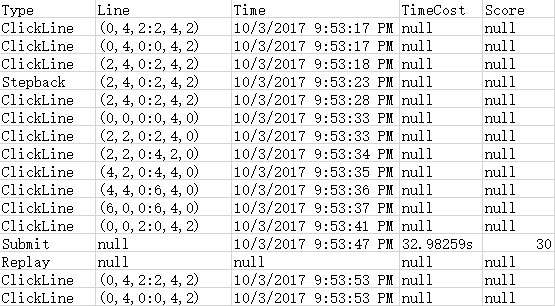 Type Line Time TimeCost Score
ClickLine (0,4,2:2,4,2) 10/3/2017 9:53:17 PM null null
ClickLine (0,4,0:0,4,2) 10/3/2017 9:53:17 PM null null
ClickLine (2,4,0:2,4,2) 10/3/2017 9:53:18 PM null null
Stepback (2,4,0:2,4,2) 10/3/2017 9:53:23 PM null null
ClickLine (2,4,0:2,4,2) 10/3/2017 9:53:28 PM null null
ClickLine (0,0,0:0,4,0) 10/3/2017 9:53:33 PM null null
ClickLine (2,2,0:2,4,0) 10/3/2017 9:53:33 PM null null
ClickLine (2,2,0:4,2,0) 10/3/2017 9:53:34 PM null null
ClickLine (4,2,0:4,4,0) 10/3/2017 9:53:35 PM null null
ClickLine (4,4,0:6,4,0) 10/3/2017 9:53:36 PM null null
ClickLine (6,0,0:6,4,0) 10/3/2017 9:53:37 PM null null
ClickLine (0,0,0:2,0,4,2) 10/3/2017 9:53:41 PM null null
Submit null 10/3/2017 9:53:47 PM 32.98259s 30
Replay null null null null
ClickLine (0,4,2:2,4,2) 10/3/2017 9:53:53 PM null null
ClickLine (0,4,0:0,4,2) 10/3/2017 9:53:53 PM null null